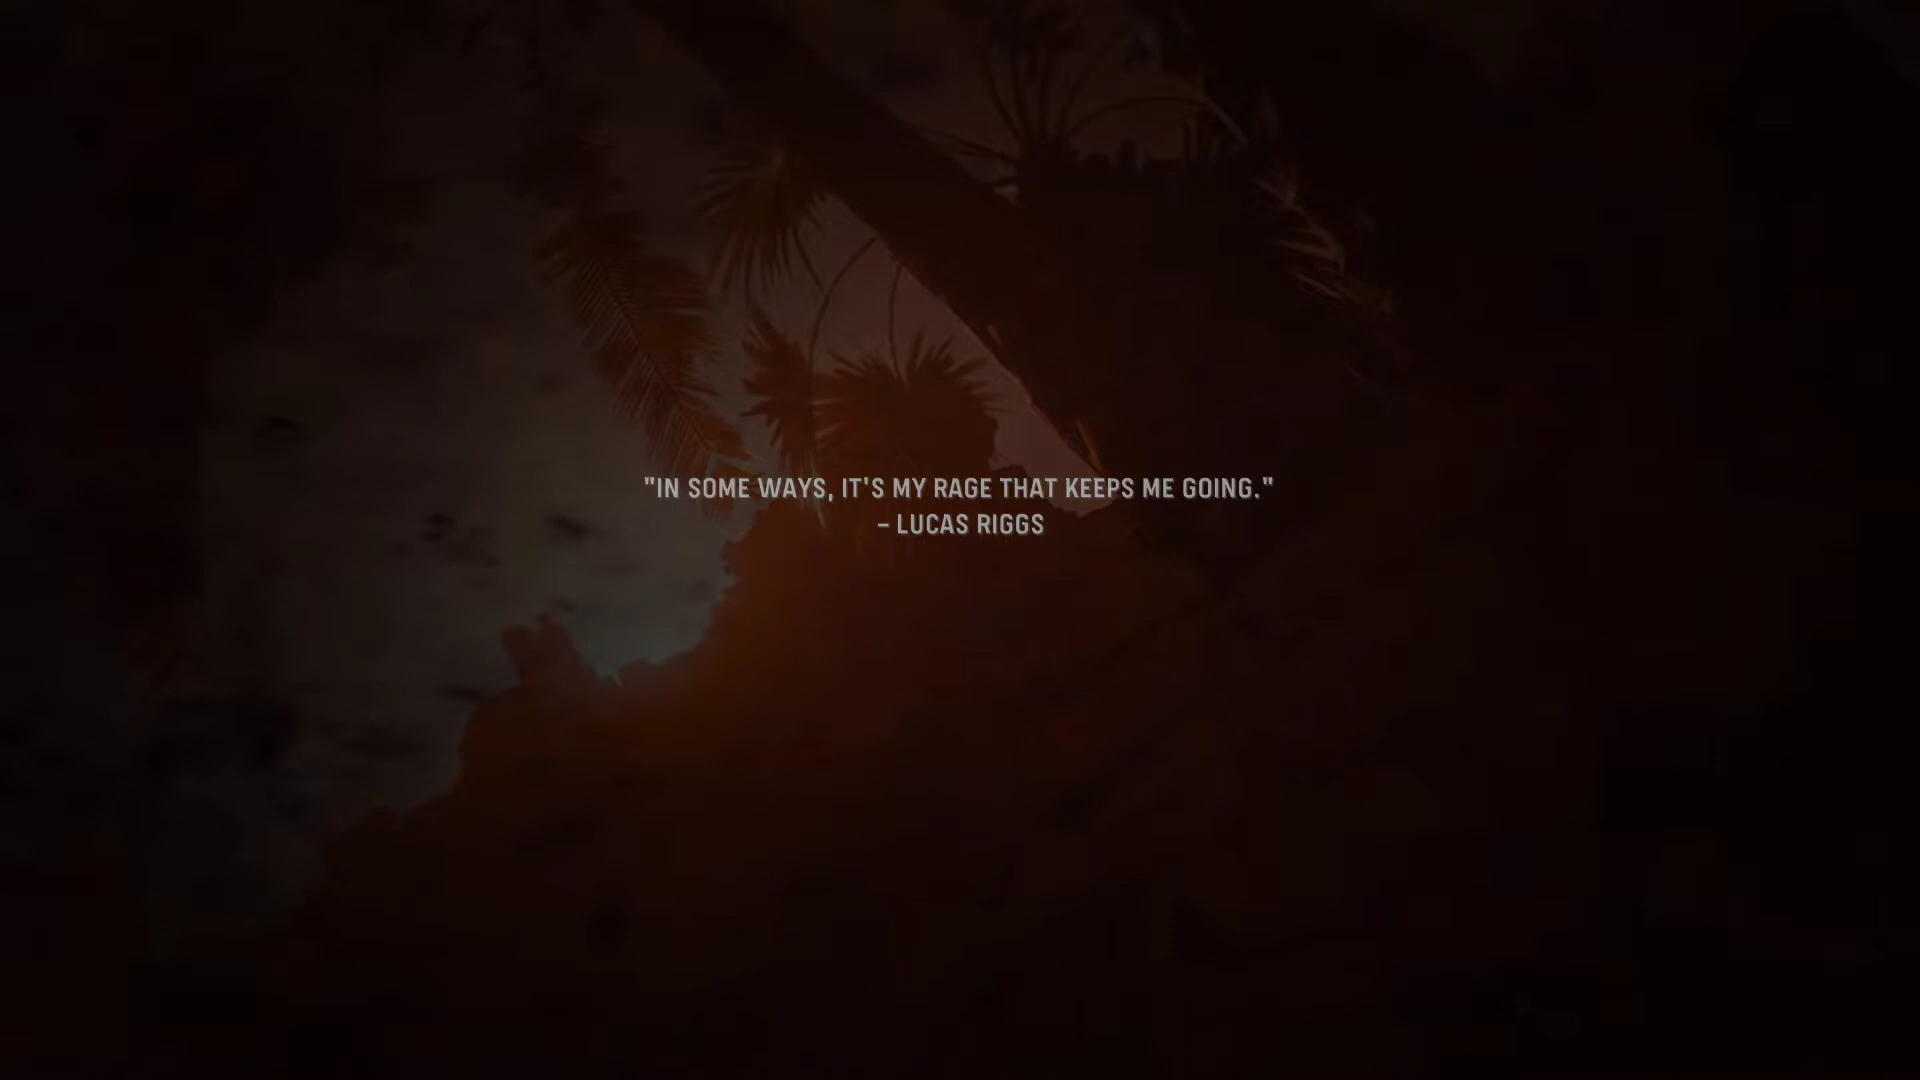 "IN SOME WAYS, IT'S MY RAGE THAT KEEPS ME GOING."
– LUCAS RIGGS